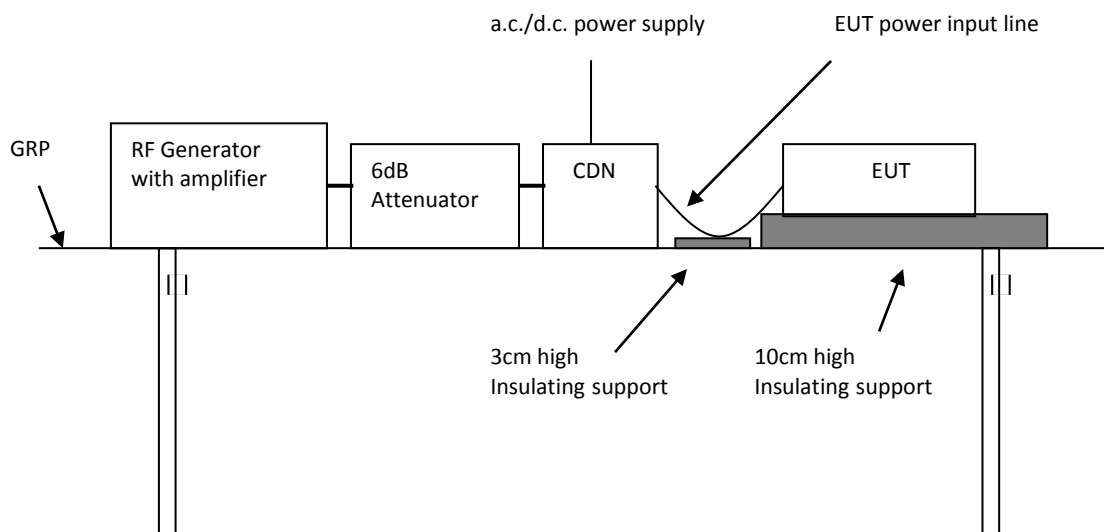 a.c./d.c. power supply
EUT power input line
GRP
RF Generator
with amplifier
6dB
Attenuator
CDN
EUT
3cm high
Insulating support
10cm high
Insulating support